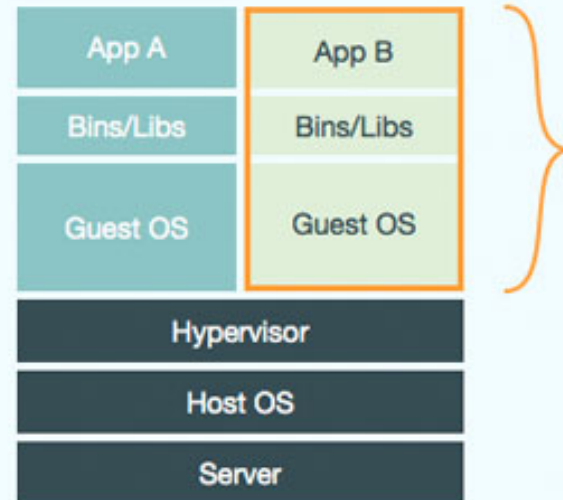 App A
App B
Bins/Libs
Bins/Libs
Guest OS
Guest OS
Hypervisor
Host OS
Server